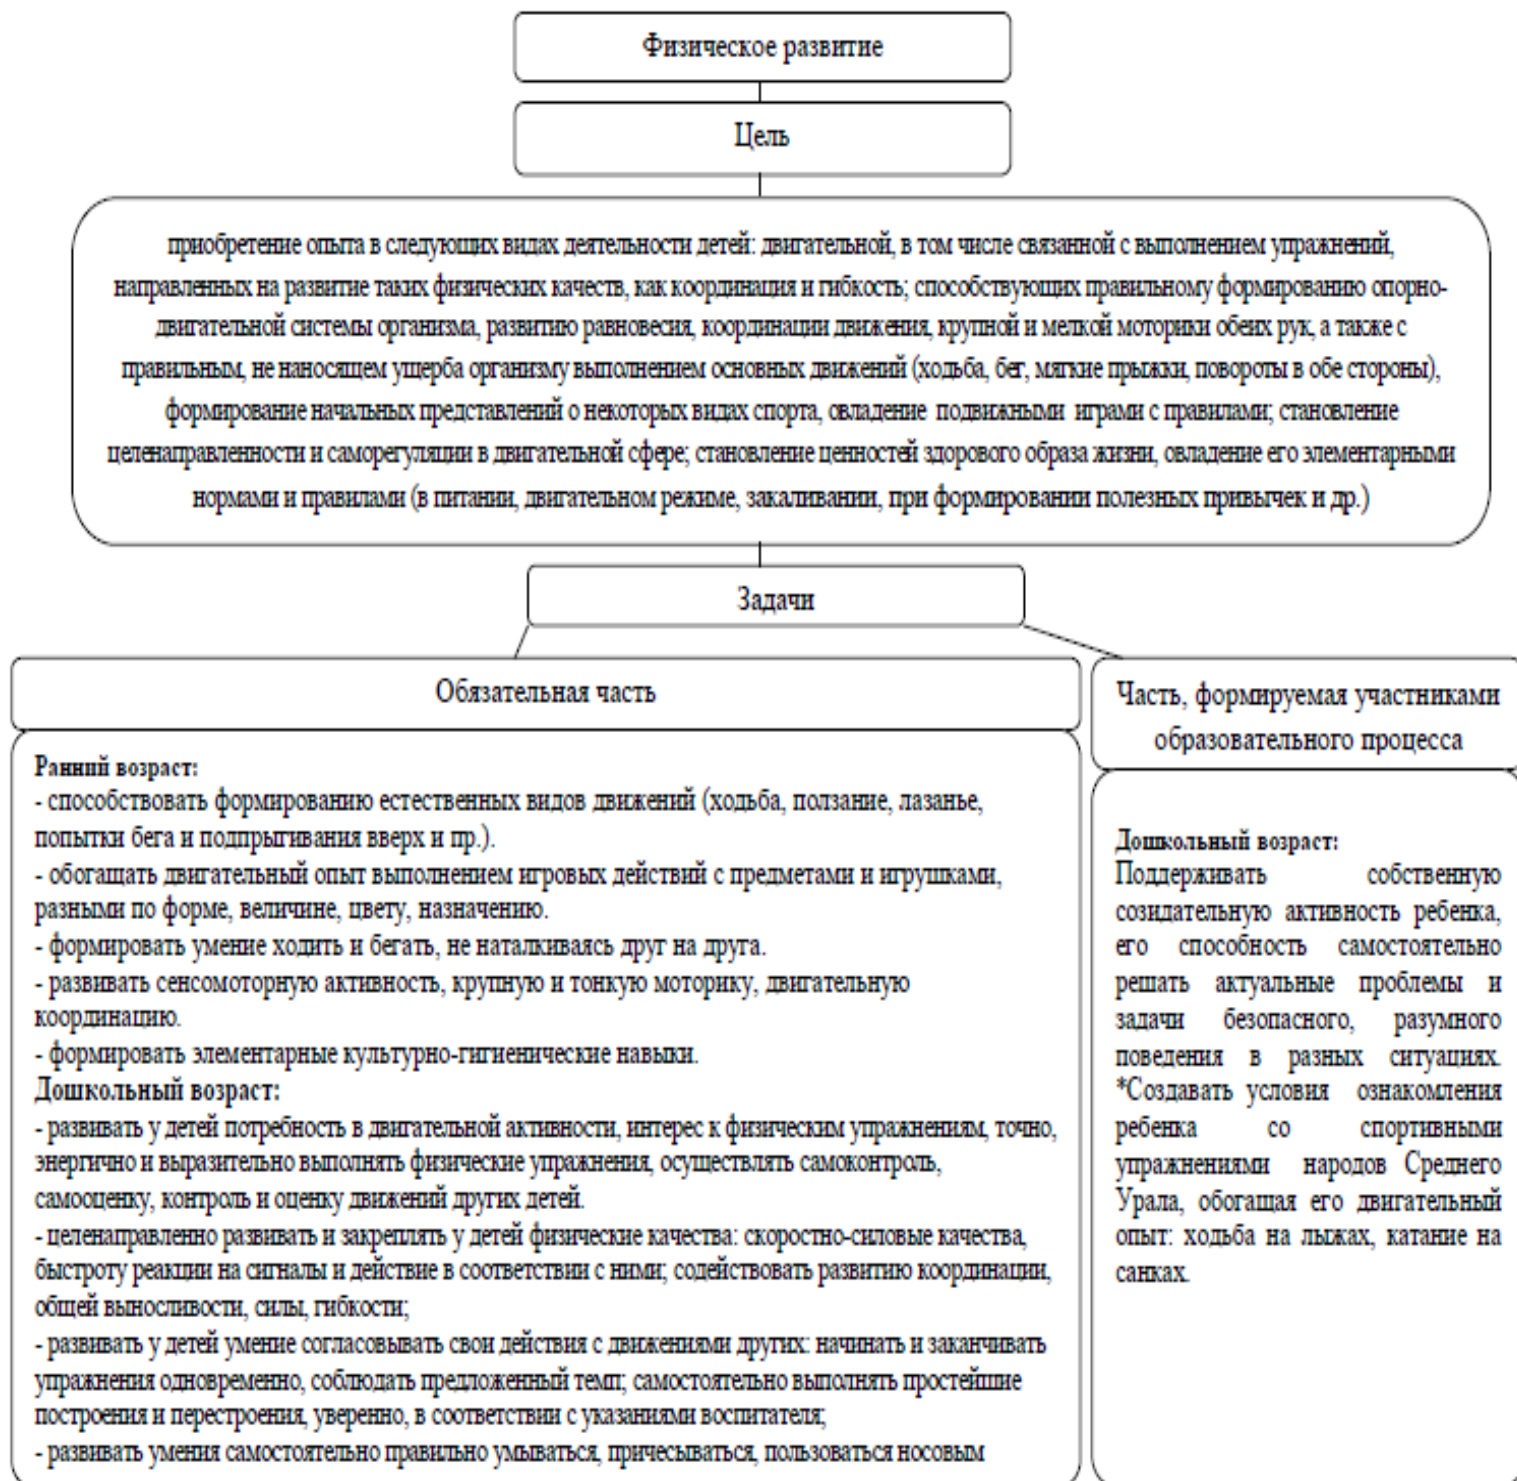 Физическое развитие
Цель
приобретение опыта в следующих видах деятельности детей: двигательной, в том числе связанной с выполнением упражнений,
направленных на развитие таких физических качеств, как координация и гибкость; способствующих правильному формированию опорно-
двигательной системы организма, развитию равновесия, координации движения, крупной и мелкой моторики обеих рук, а также с
правильным, не наносящем ущерба организму выполнением основных движений (ходьба, бег, мягкие прыжки, повороты в обе стороны),
формирование начальных представлений о некоторых видах спорта, овладение подвижными играми с правилами; становление
целенаправленности и саморегуляции в двигательной сфере; становление ценностей здорового образа жизни, овладение его элементарными
нормами и правилами (в питании, двигательном режиме, закаливании, при формировании полезных привычек и др.)
Задачи
Обязательная часть
Ранний возраст:
- способствовать формированию естественных видов движений (ходьба, ползание, лазанье,
попытки бега и подпрыгивания вверх и пр.).
- обогащать двигательный опыт выполнением игровых действий с предметами и игрушками,
разными по форме, величине, цвету, назначению.
- формировать умение ходить и бегать, не наталкиваясь друг на друга.
- развивать сенсомоторную активность, крупную и тонкую моторику, двигательную
координацию.
- формировать элементарные культурно-гигиенические навыки.
Дошкольный возраст:
- развивать у детей потребность в двигательной активности, интерес к физическим упражнениям, точно,
энергично и выразительно выполнять физические упражнения, осуществлять самоконтроль,
самооценку, контроль и оценку движений других детей.
- целенаправленно развивать и закреплять у детей физические качества: скоростно-силовые качества,
быстроту реакции на сигналы и действие в соответствии с ними; содействовать развитию координации,
общей выносливости, силы, гибкости;
- развивать у детей умение согласовывать свои действия с движениями других: начинать и заканчивать
упражнения одновременно, соблюдать предложенный темп; самостоятельно выполнять простейшие
построения и перестроения, уверенно, в соответствии с указаниями воспитателя;
- развивать умения самостоятельно правильно умываться, причесываться, пользоваться носовым
Часть, формируемая участниками
образовательного процесса
Дошкольный возраст:
Поддерживать собственную
созидательную активность ребенка,
его способность самостоятельно
решать актуальные проблемы и
задачи безопасного, разумного
поведения в разных ситуациях.
*Создавать условия ознакомления
ребенка со спортивными
упражнениями народов Среднего
Урала, обогащая его двигательный
опыт: ходьба на лыжах, катание на
санках.